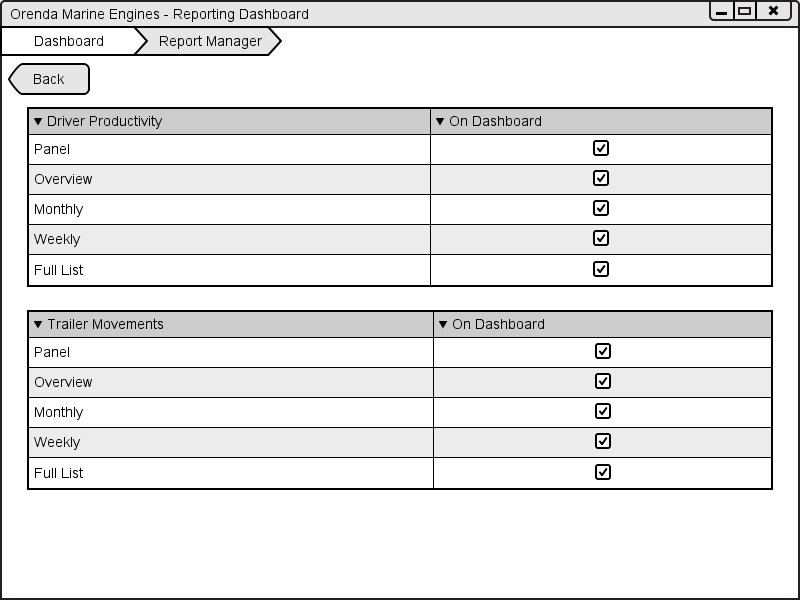 Orenda Marine Engines - Reporting Dashboard
Dashboard Report Manager
Back
Driver Productivity On Dashboard
Panel
Overview
Monthly
Weekly
Full List
Trailer Movements On Dashboard
Panel
Overview
Monthly
Weekly
Full List